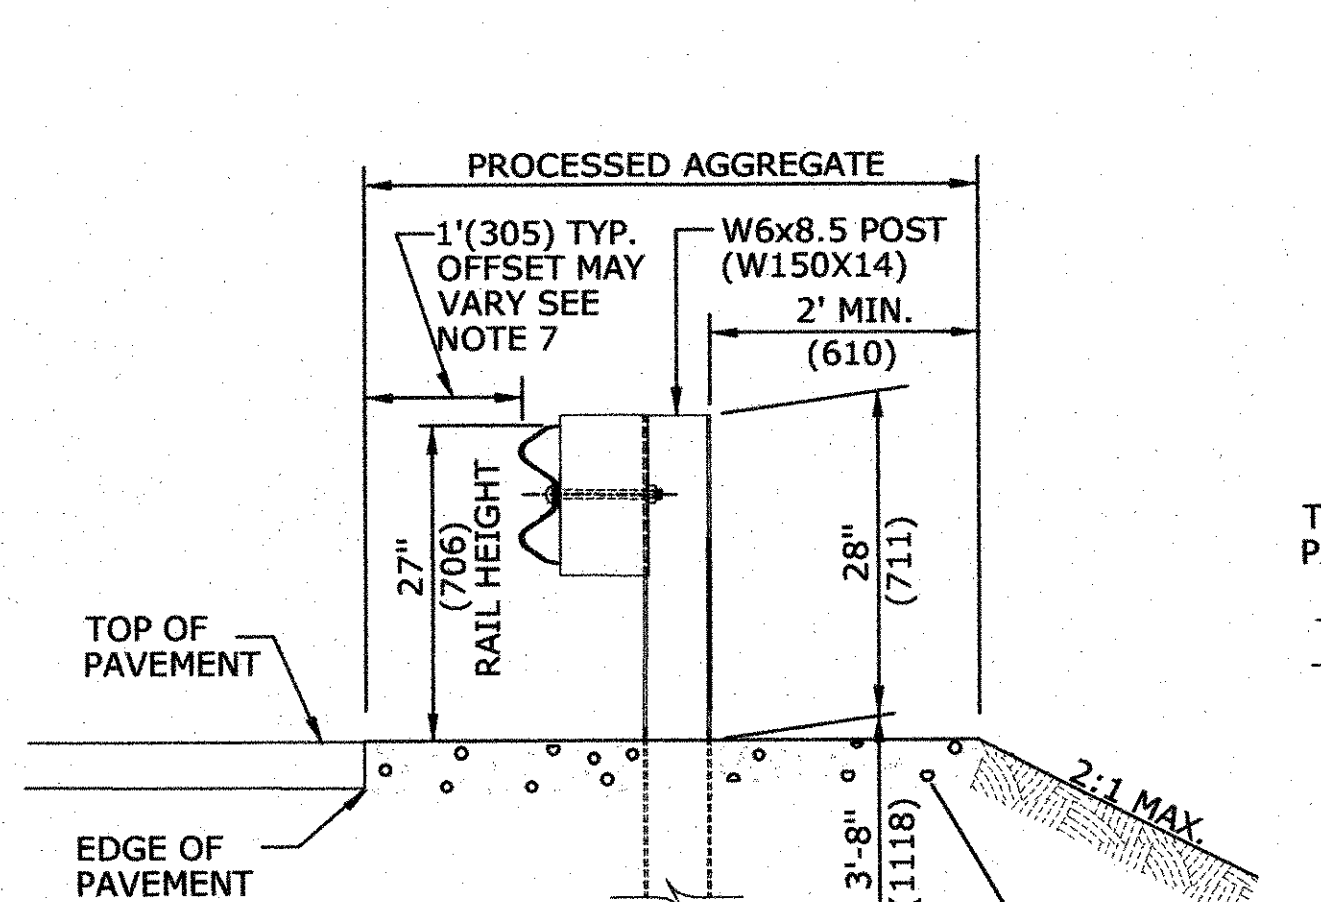 PROCESSED AGGREGATE
1'(305) TYP.
OFFSET MAY
VARY SEE
NOTE 7
W6x8.5 POST
(W150X14)
2' MIN.
(610)
27"
(706)
RAIL HEIGHT
28"
(711)
TOP OF
PAVEMENT
EDGE OF
PAVEMENT
2:1 MAX.
3'-8"
(1118)